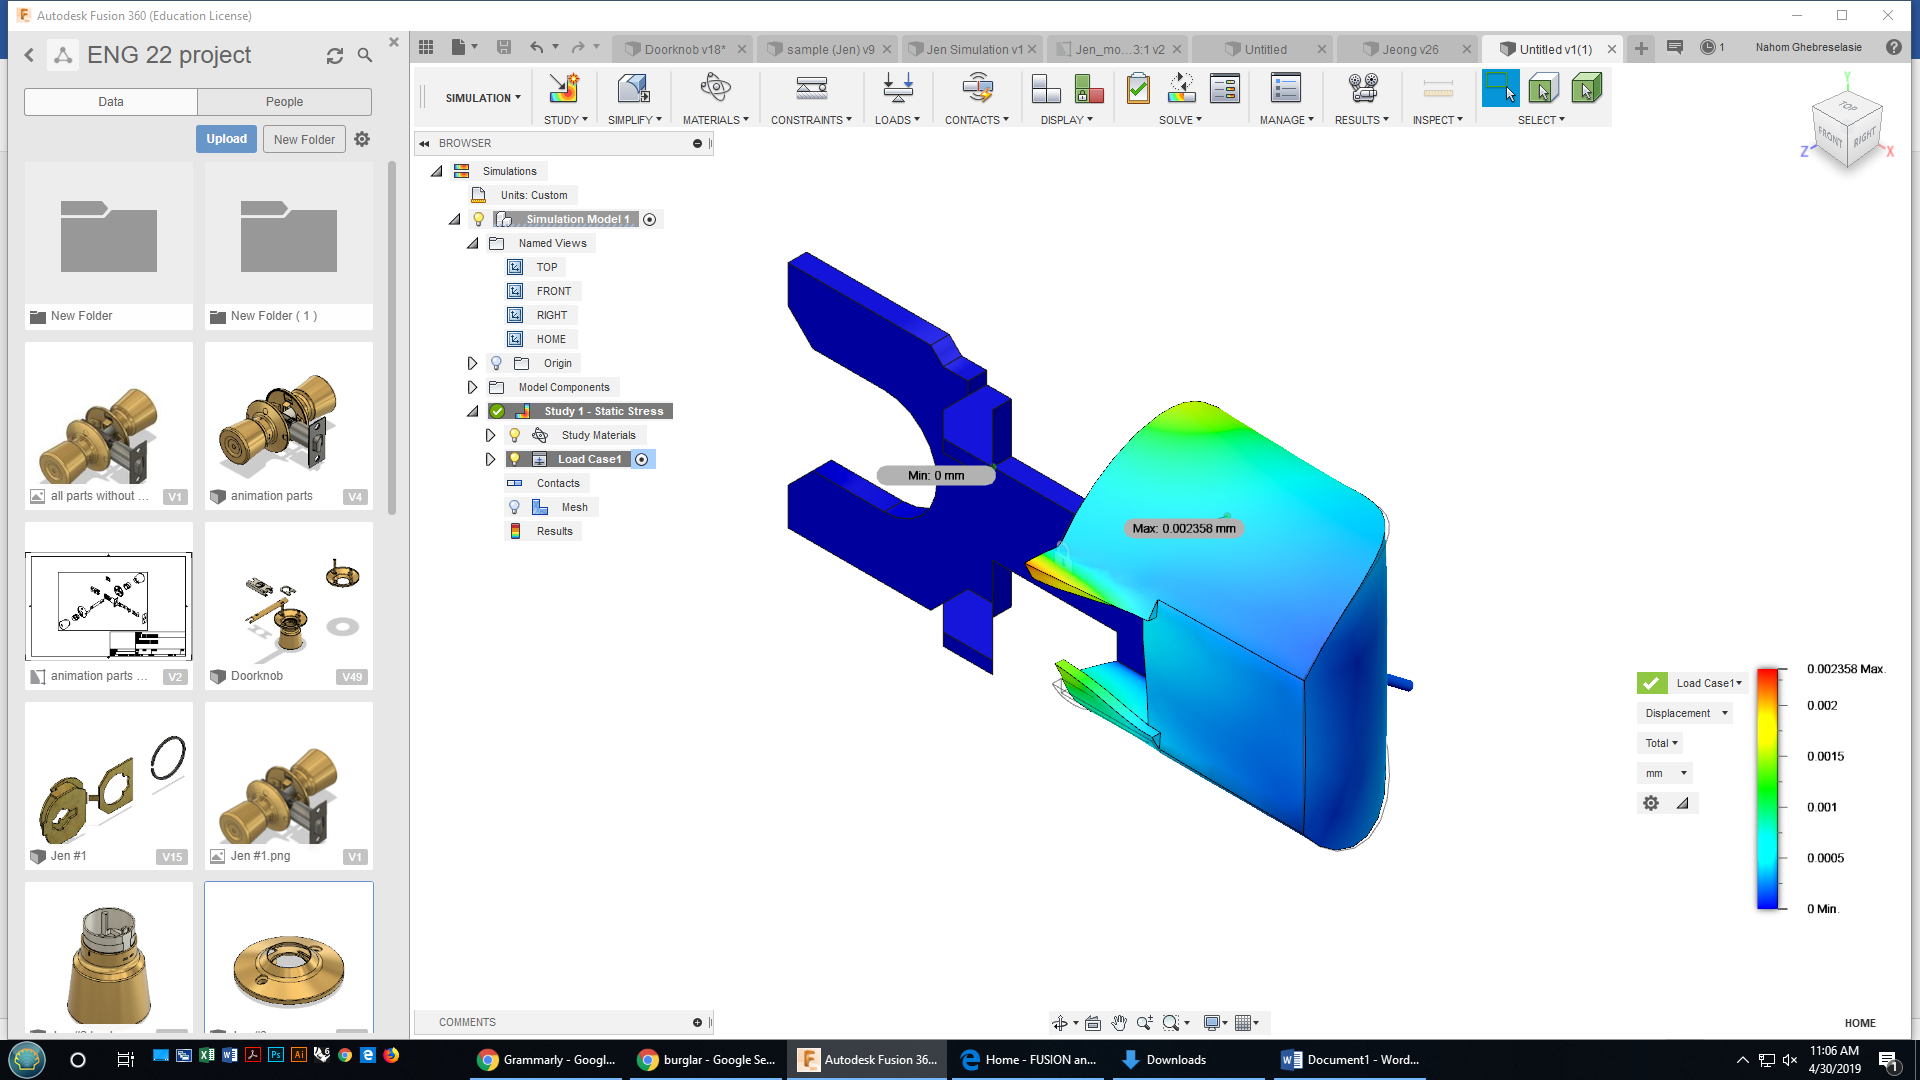 Autodesk Fusion 360 (Education License)
ENG 22 project
Data
People
Upload
New Folder
New Folder
New Folder ( 1 )
all parts without ...
V1
animation parts
V4
animation parts ...
V2
Doorknob
V49
Jen #1
V15
Jen #1.png
V1
Doorknob v18*
sample (Jen) v9
Jen Simulation v1
Jen_mo...3:1 v2
Untitled
Jeong v26
Untitled v1(1)
1
Nahom Ghebreselasie
SIMULATION
STUDY
SIMPLIFY
MATERIALS
CONSTRAINTS
LOADS
CONTACTS
DISPLAY
SOLVE
MANAGE
RESULTS
INSPECT
SELECT
BROWSER
Simulations
Units: Custom
Simulation Model 1
Named Views
TOP
FRONT
RIGHT
HOME
Origin
Model Components
Study 1 - Static Stress
Study Materials
Load Case1
Contacts
Mesh
Results
Y
TOP
FRONT
RIGHT
Z
X
Min: 0 mm
Max: 0.002358 mm
Load Case1
Displacement
Total
mm
0.002358 Max.
0.002
0.0015
0.001
0.0005
0 Min.
COMMENTS
HOME
Grammarly - Googl...
burglar - Google Se...
Autodesk Fusion 36...
Home - FUSION an...
Downloads
Document1 - Word...
11:06 AM
4/30/2019
1